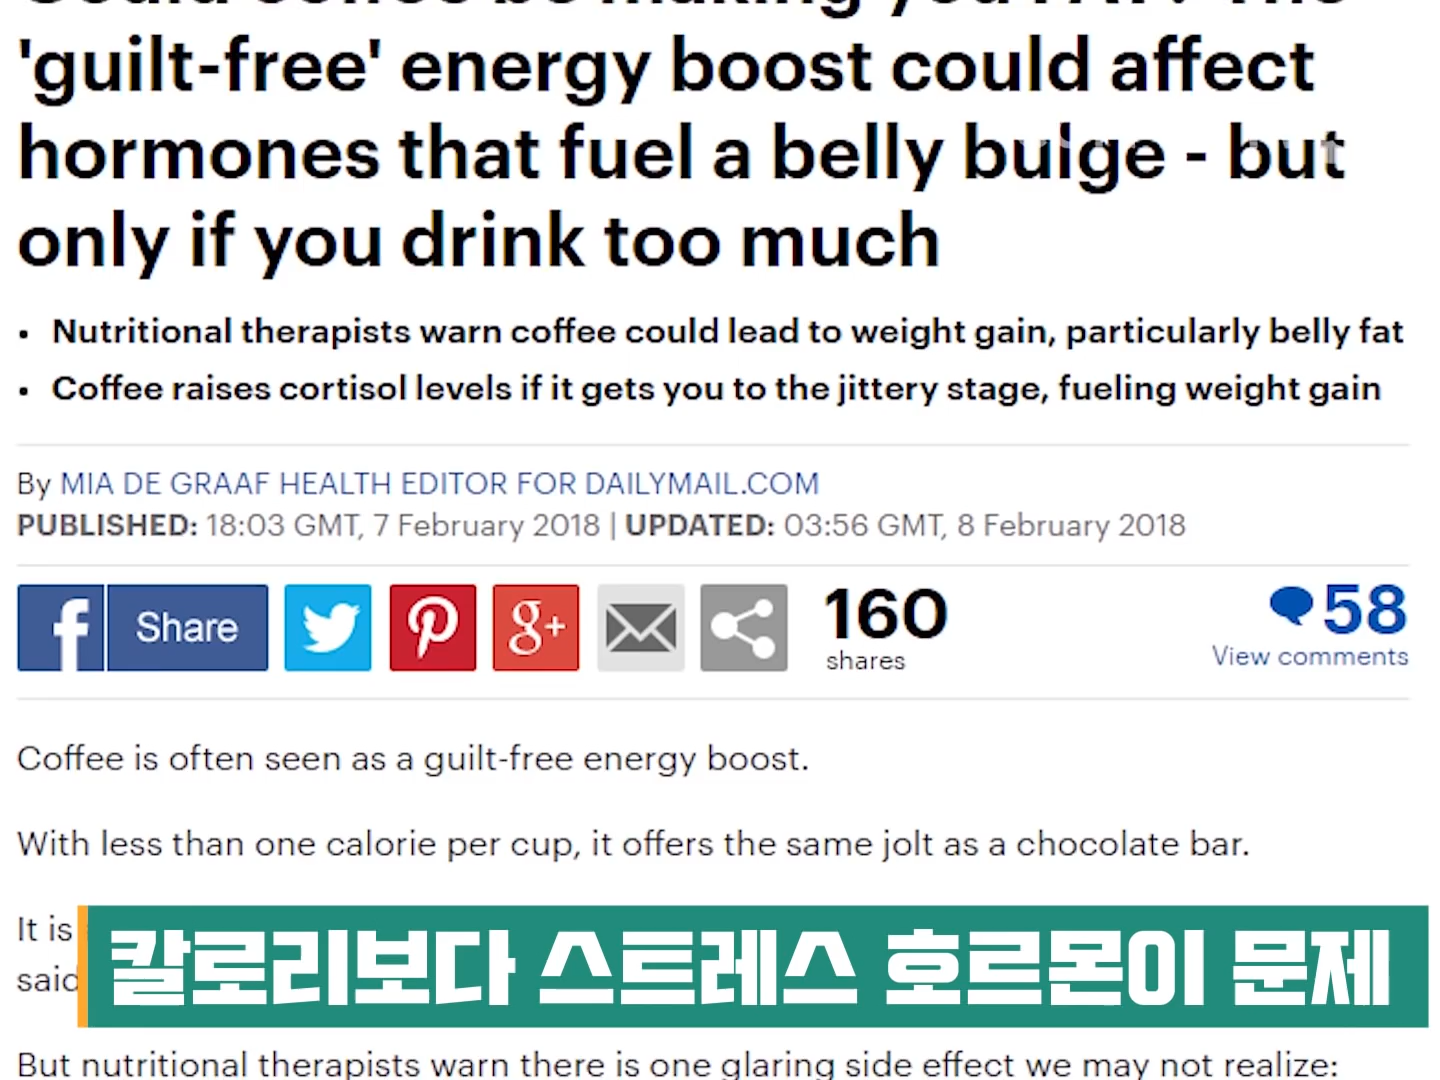 'guilt-free' energy boost could affect
hormones that fuel a belly bulge - but
only if you drink too much
• Nutritional therapists warn coffee could lead to weight gain, particularly belly fat
• Coffee raises cortisol levels if it gets you to the jittery stage, fueling weight gain
By MIA DE GRAAF HEALTH EDITOR FOR DAILYMAIL.COM
PUBLISHED: 18:03 GMT, 7 February 2018 | UPDATED: 03:56 GMT, 8 February 2018
f Share g+ 160 58
shares View comments
Coffee is often seen as a guilt-free energy boost.
With less than one calorie per cup, it offers the same jolt as a chocolate bar.
It is
said
칼로리보다 스트레스 호르몬이 문제
But nutritional therapists warn there is one glaring side effect we may not realize: